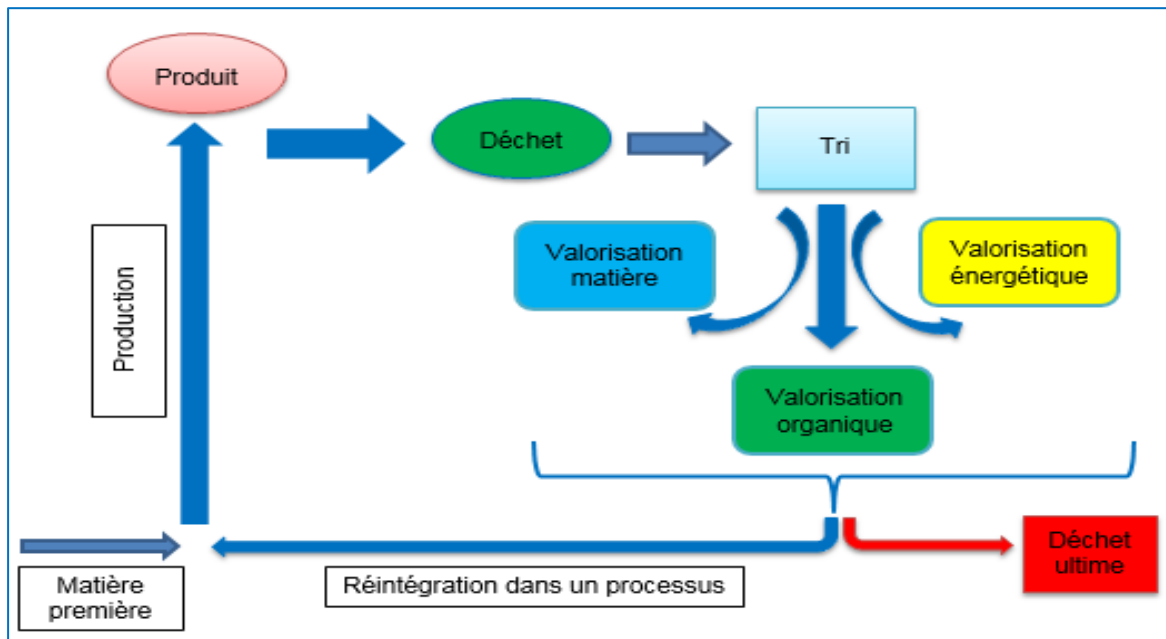 Produit
Déchet
Tri
Valorisation
matière
Valorisation
énergétique
Production
Valorisation
organique
Matière
première
Réintégration dans un processus
Déchet
ultime